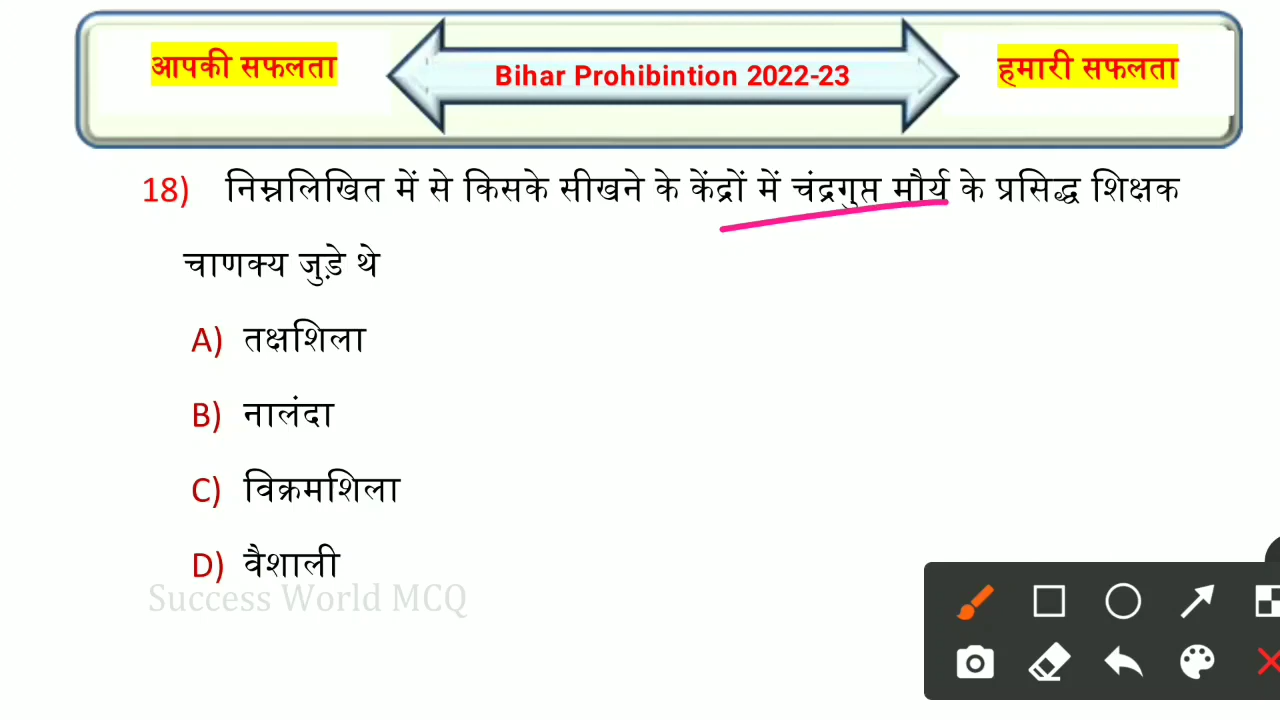 आपकी सफलता
Bihar Prohibintion 2022-23
हमारी सफलता
18) निम्नलिखित में से किसके सीखने के केंद्रों में चंद्रगुप्त मौर्य के प्रसिद्ध शिक्षक
चाणक्य जुड़े थे
A) तक्षशिला
B) नालंदा
C) विक्रमशिला
D) वैशाली
Success World MCQ